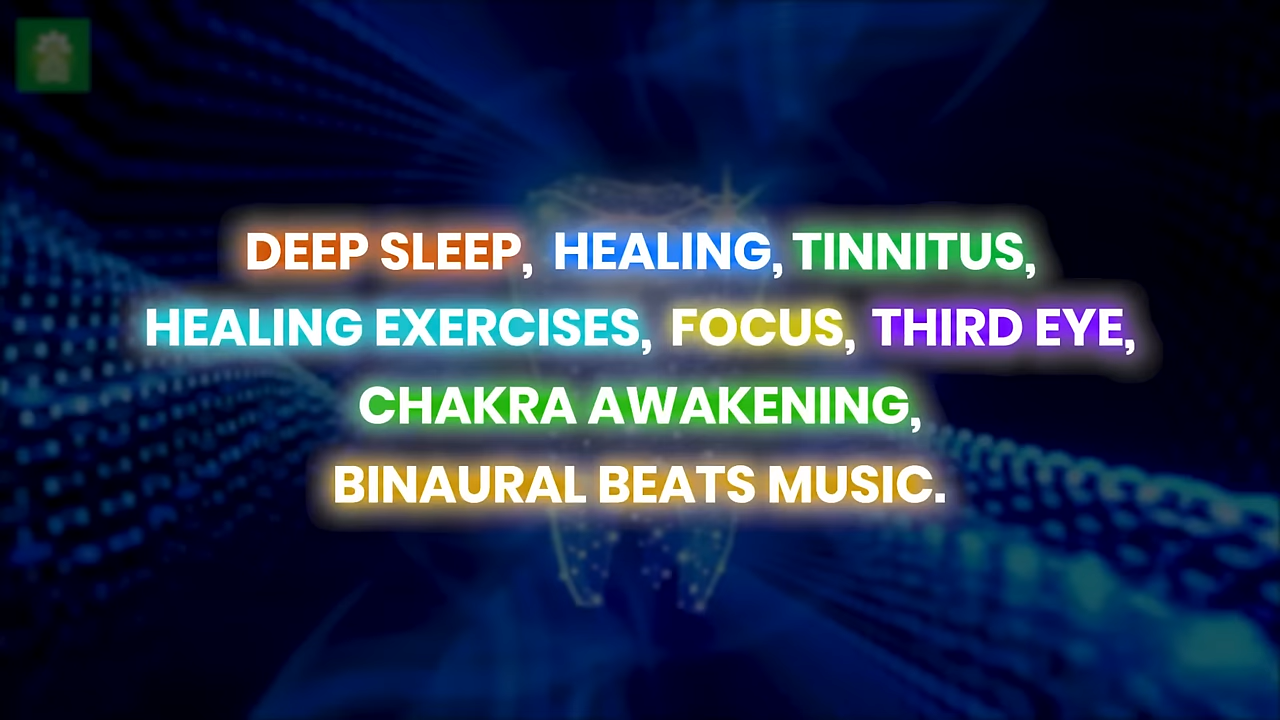 DEEP SLEEP, HEALING, TINNITUS,
HEALING EXERCISES, FOCUS, THIRD EYE,
CHAKRA AWAKENING,
BINAURAL BEATS MUSIC.